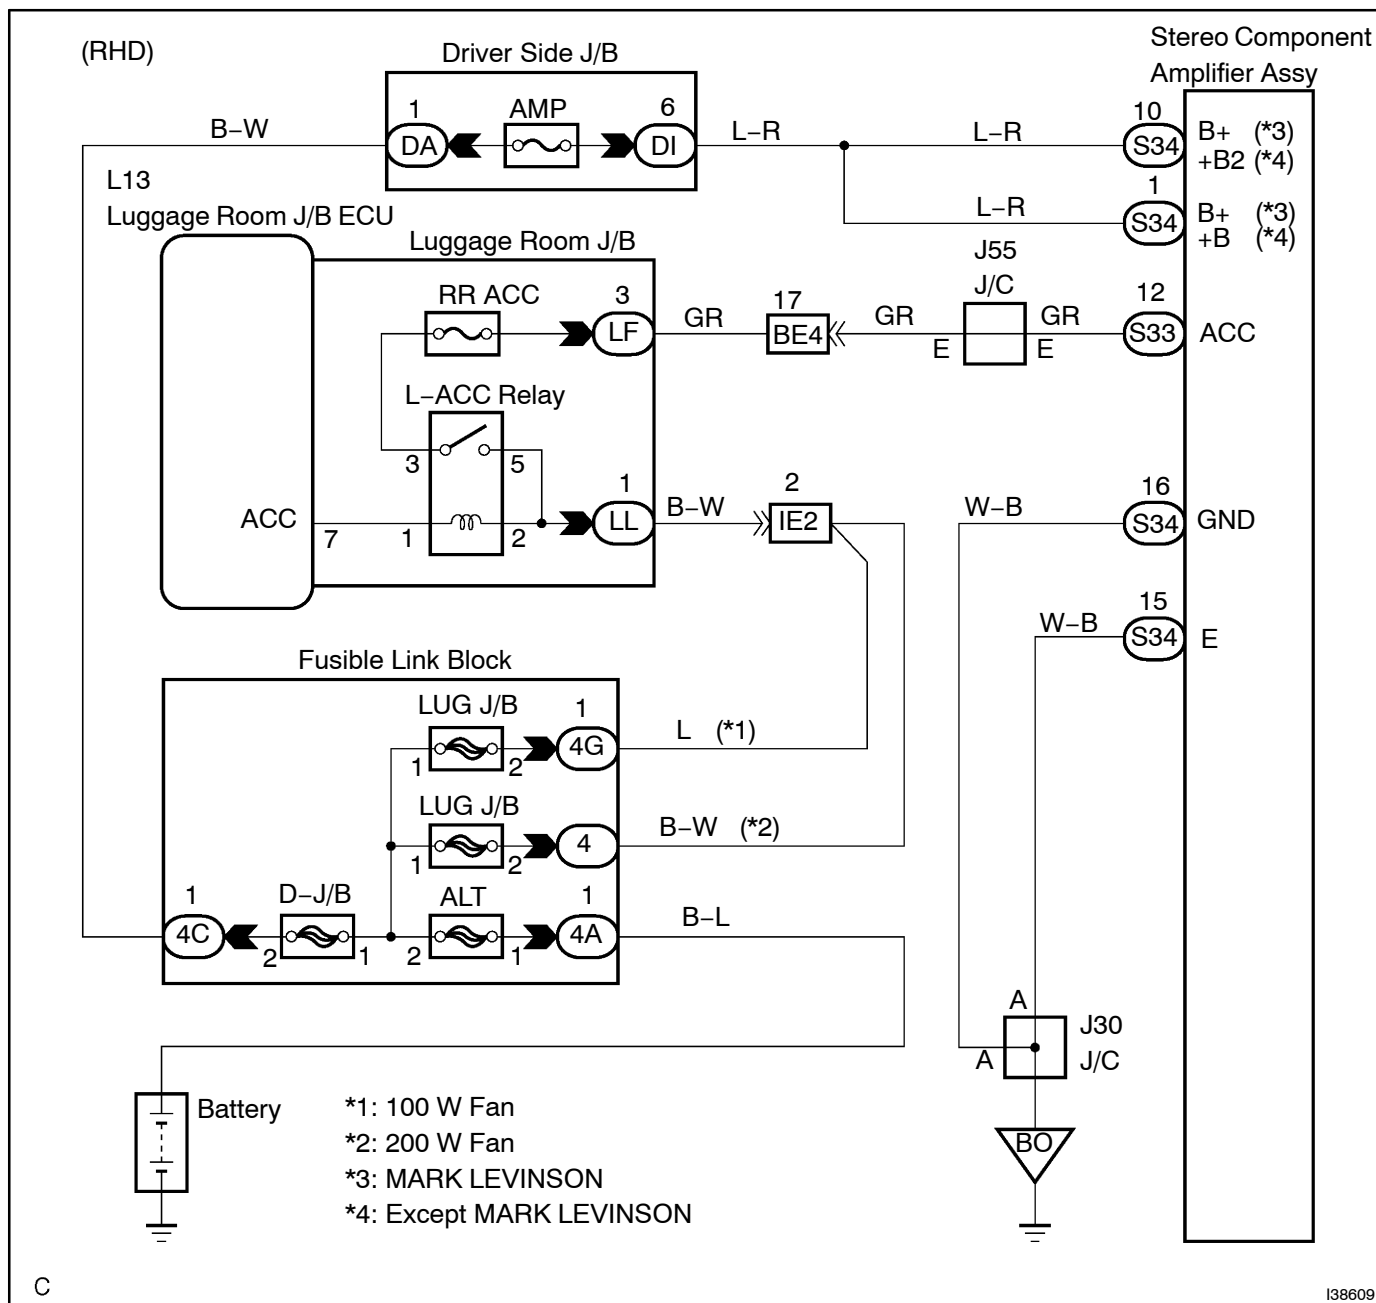 (RHD)
Driver Side J/B
Stereo Component
Amplifier Assy
1
AMP
6
10
B−W
DA
DI
L−R
L−R
S34
B+ (*3)
+B2 (*4)
L13
1
Luggage Room J/B ECU
L−R
S34
B+ (*3)
+B (*4)
Luggage Room J/B
J55
J/C
RR ACC
3
17
12
LF
GR
BE4
GR
E
E
GR
S33
ACC
L−ACC Relay
3
5
1
2
16
ACC
7
1
2
LL
B−W
IE2
W−B
S34
GND
15
W−B
S34
E
Fusible Link Block
LUG J/B
1
1
2
4G
L (*1)
LUG J/B
1
2
4
B−W (*2)
1
D−J/B
ALT
1
4C
2
1
2
1
4A
B−L
A
A
J30
J/C
Battery
BO
*1: 100 W Fan
*2: 200 W Fan
*3: MARK LEVINSON
*4: Except MARK LEVINSON
C
I38609